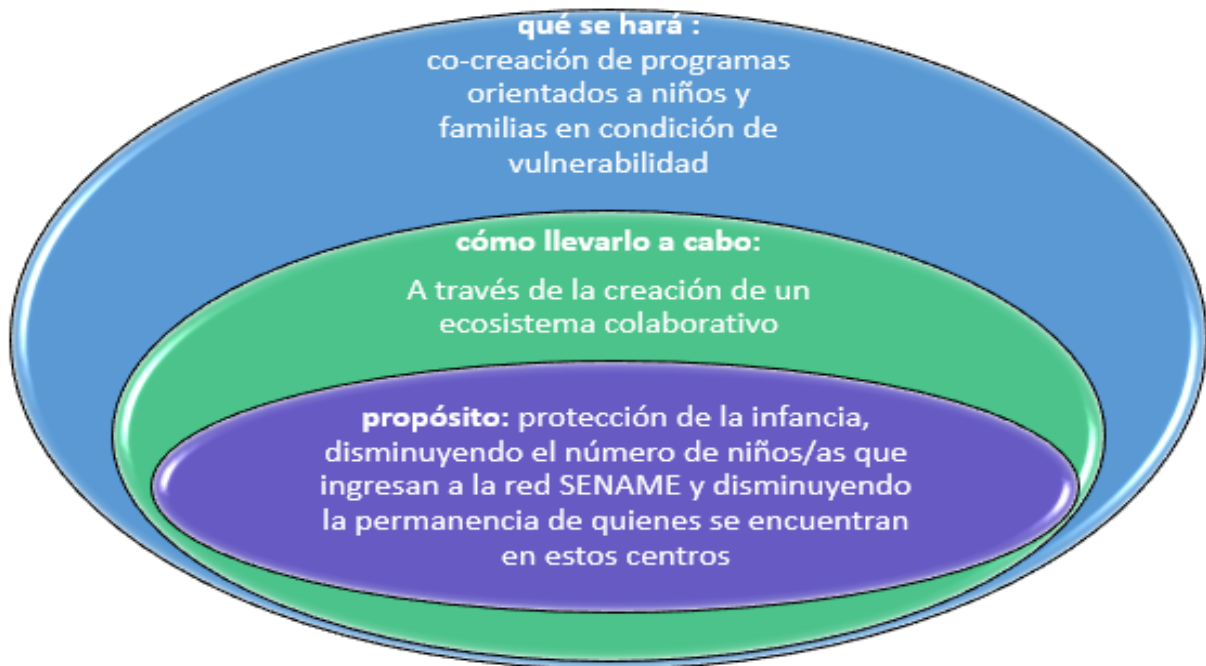 qué se hará :
co-creación de programas
orientados a niños y
familias en condición de
vulnerabilidad
cómo llevarlo a cabo:
A través de la creación de un
ecosistema colaborativo
propósito: protección de la infancia,
disminuyendo el número de niños/as que
ingresan a la red SENAME y disminuyendo
la permanencia de quienes se encuentran
en estos centros